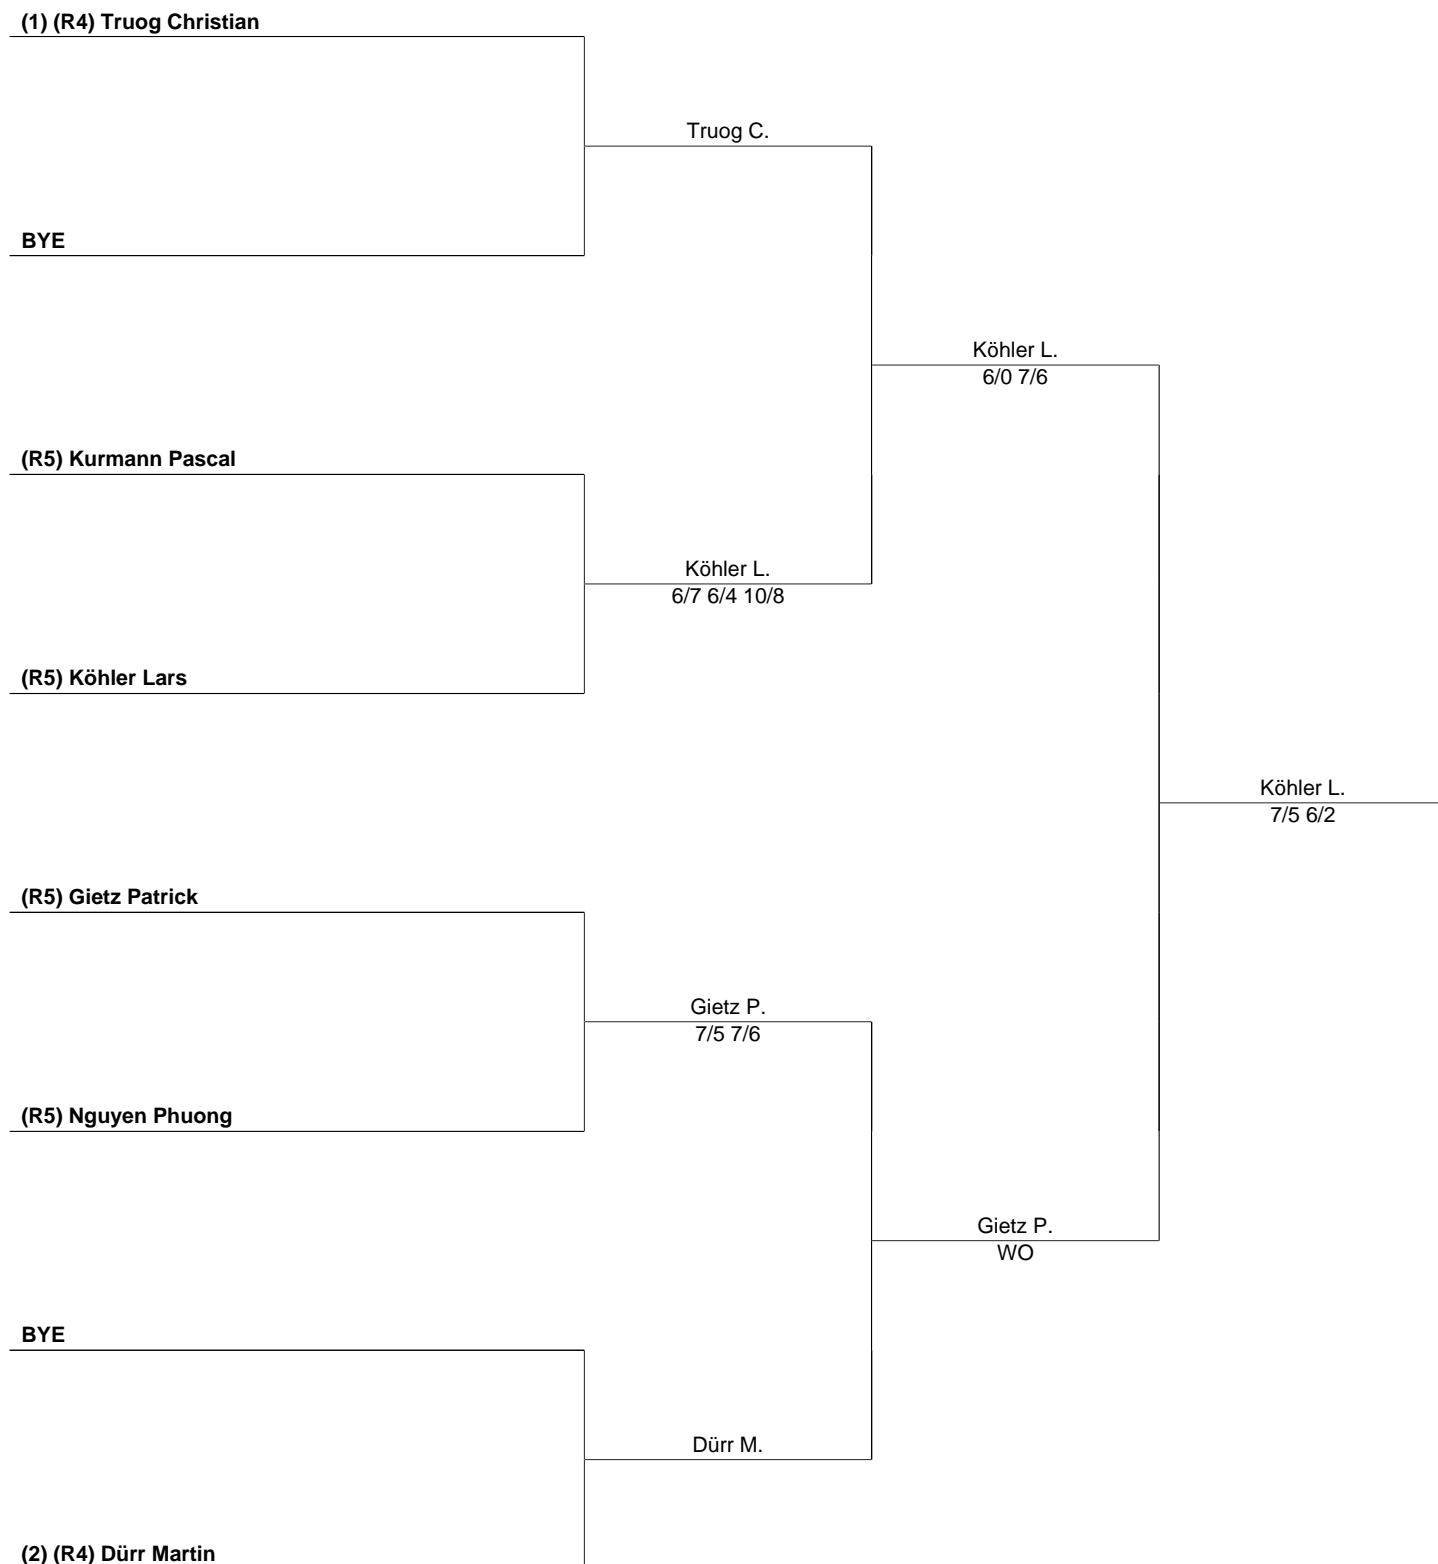 (1) (R4) Truog Christian
Truog C.
BYE
Köhler L.
6/0 7/6
(R5) Kurmann Pascal
Köhler L.
6/7 6/4 10/8
(R5) Köhler Lars
Köhler L.
7/5 6/2
(R5) Gietz Patrick
Gietz P.
7/5 7/6
(R5) Nguyen Phuong
Gietz P.
WO
BYE
Dürr M.
(2) (R4) Dürr Martin